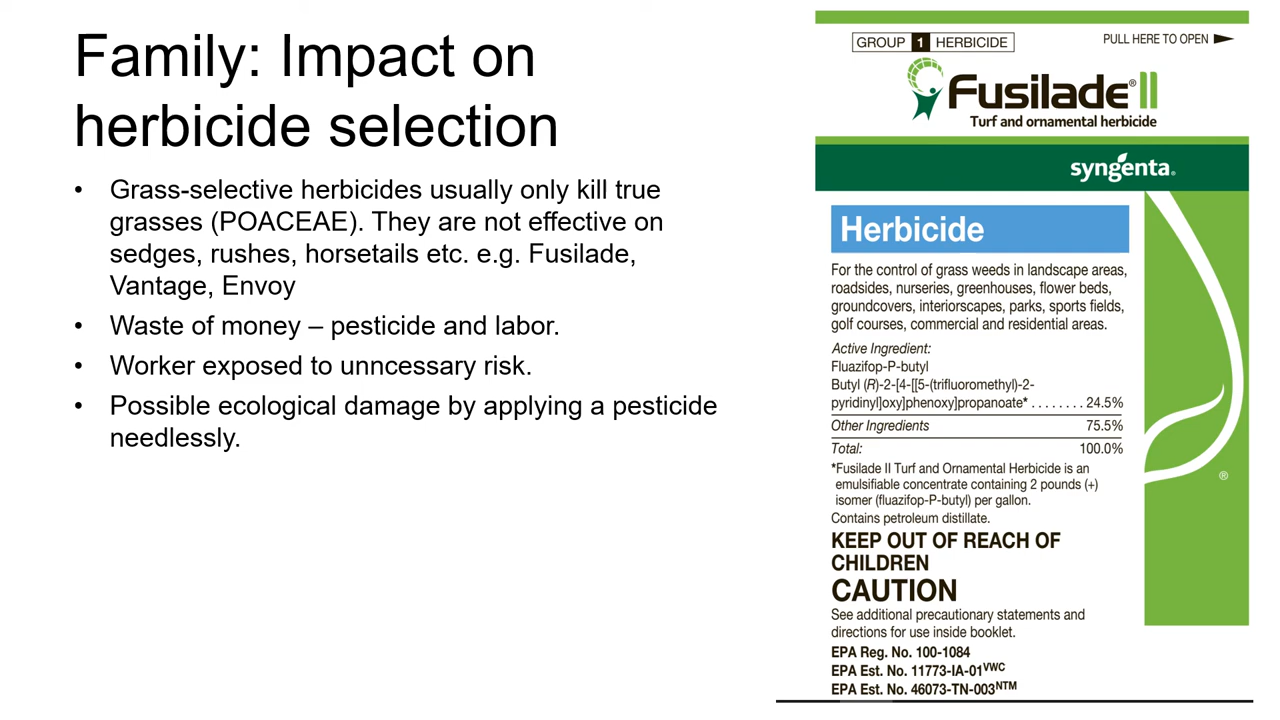 Family: Impact on
herbicide selection
• Grass-selective herbicides usually only kill true
grasses (POACEAE). They are not effective on
sedges, rushes, horsetails etc. e.g. Fusilade,
Vantage, Envoy
• Waste of money – pesticide and labor.
• Worker exposed to unncessary risk.
• Possible ecological damage by applying a pesticide
needlessly.
GROUP 1 HERBICIDE
PULL HERE TO OPEN
Fusilade® II
Turf and ornamental herbicide
syngenta®
Herbicide
For the control of grass weeds in landscape areas,
roadsides, nurseries, greenhouses, flower beds,
groundcovers, interiorscapes, parks, sports fields,
golf courses, commercial and residential areas.
Active Ingredient:
Fluazifop-P-butyl
Butyl (R)-2-[4-[[5-(trifluoromethyl)-2-
pyridinyl]oxy]phenoxy]propanoate* . . . . . . . . 24.5%
Other Ingredients 75.5%
Total: 100.0%
*Fusilade II Turf and Ornamental Herbicide is an
emulsifiable concentrate containing 2 pounds (+)
isomer (fluazifop-P-butyl) per gallon.
Contains petroleum distillate.
KEEP OUT OF REACH OF
CHILDREN
CAUTION
See additional precautionary statements and
directions for use inside booklet.
EPA Reg. No. 100-1084
EPA Est. No. 11773-IA-01VWC
EPA Est. No. 46073-TN-003NTM
®